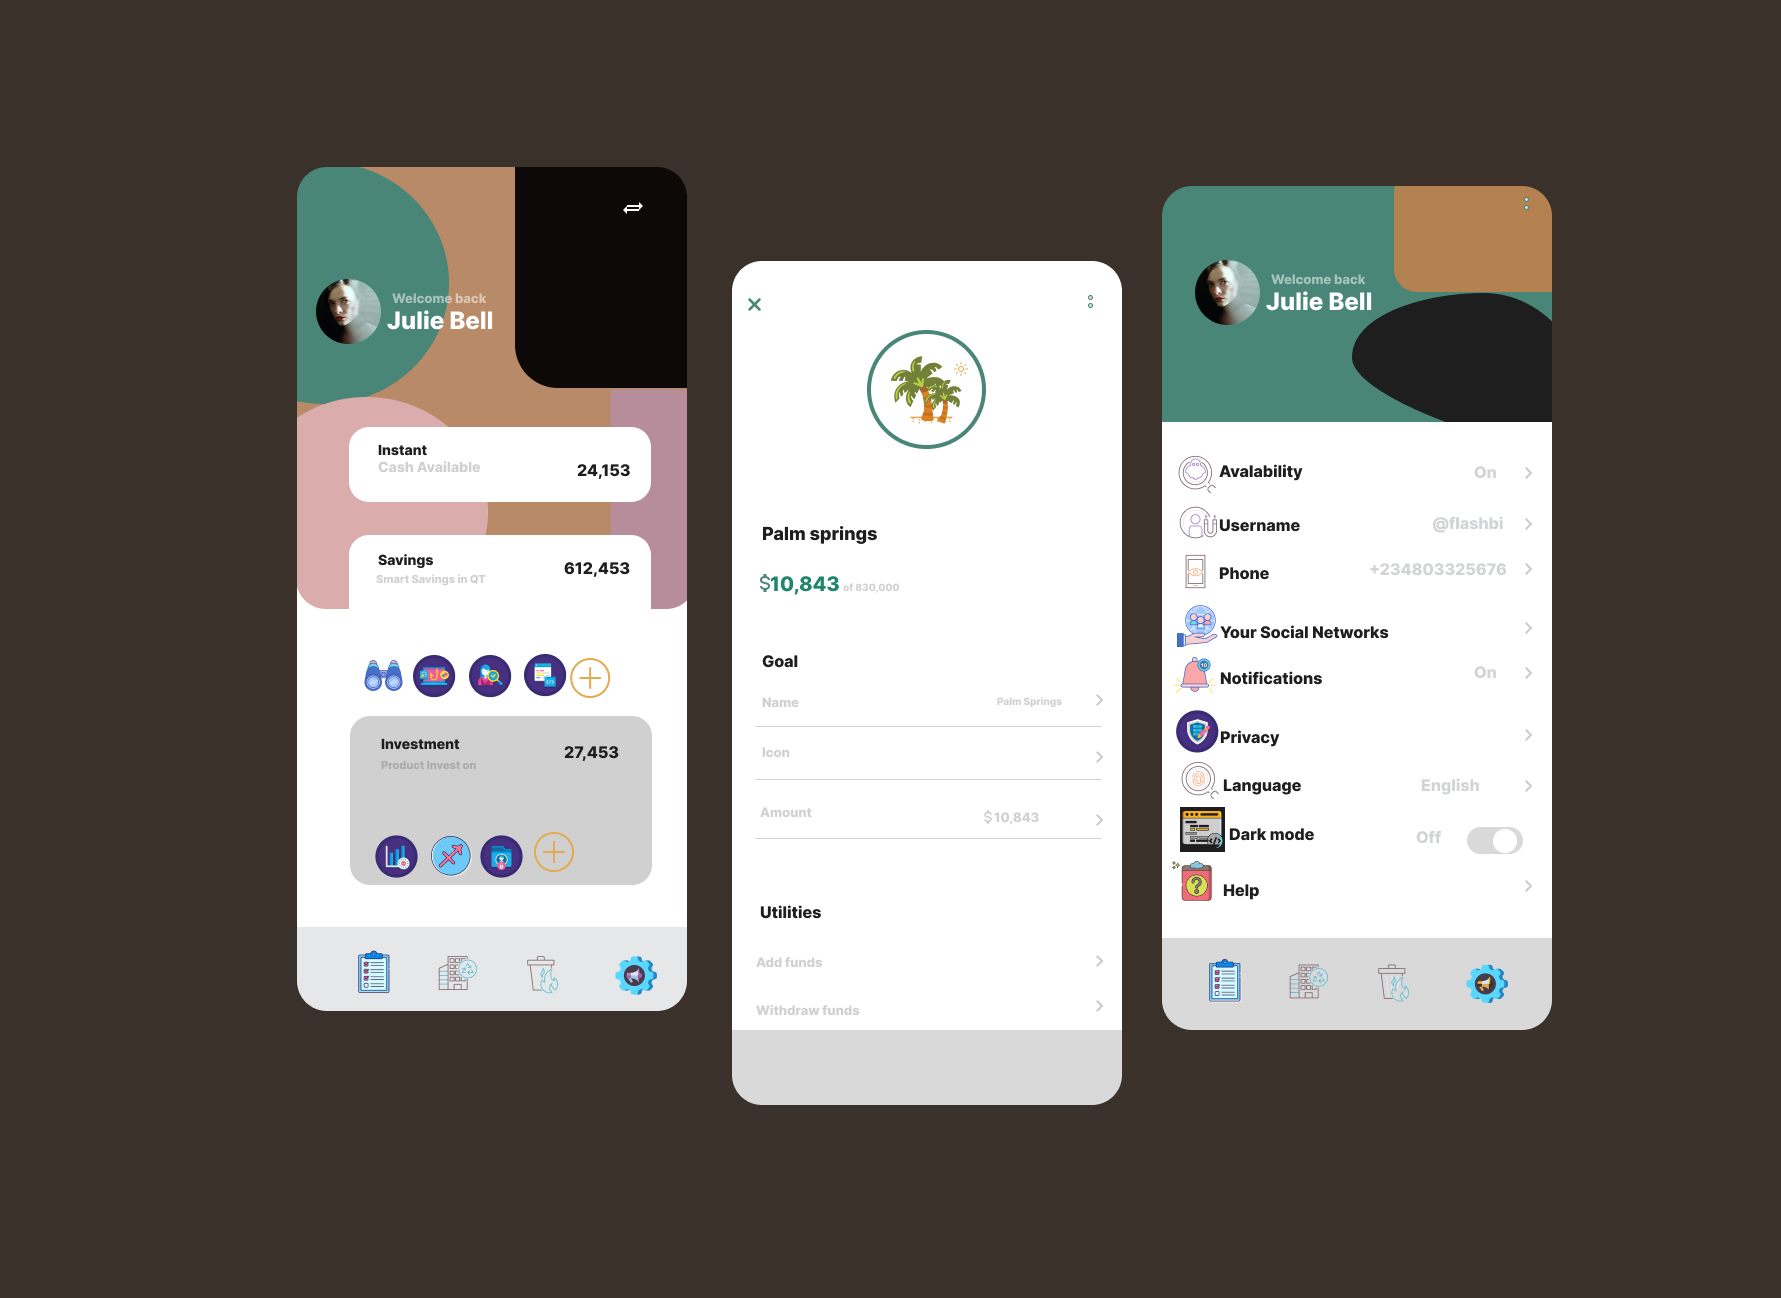 Welcome back
Julie Bell
Instant
Cash Available
24,153
Savings
Smart Savings in QT
612,453
Investment
Product Invest on
27,453
Palm springs
$10,843 of 830,000
Goal
Name Palm Springs
Icon
Amount $10,843
Utilities
Add funds
Withdraw funds
Welcome back
Julie Bell
Avalability On
Username @flashbi
Phone +234803325676
Your Social Networks
Notifications On
Privacy
Language English
Dark mode Off
Help